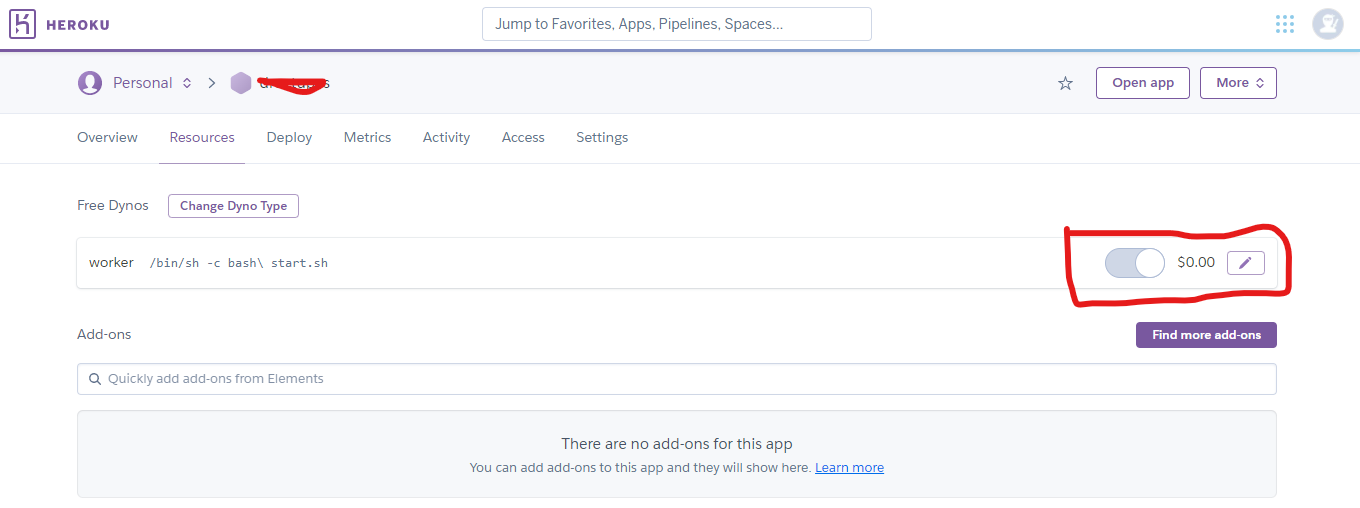 HEROKU
Jump to Favorites, Apps, Pipelines, Spaces...
Personal
Open app
More
Overview Resources Deploy Metrics Activity Access Settings
Free Dynos Change Dyno Type
worker /bin/sh -c bash\ start.sh $0.00
Add-ons Find more add-ons
Quickly add add-ons from Elements
There are no add-ons for this app
You can add add-ons to this app and they will show here. Learn more